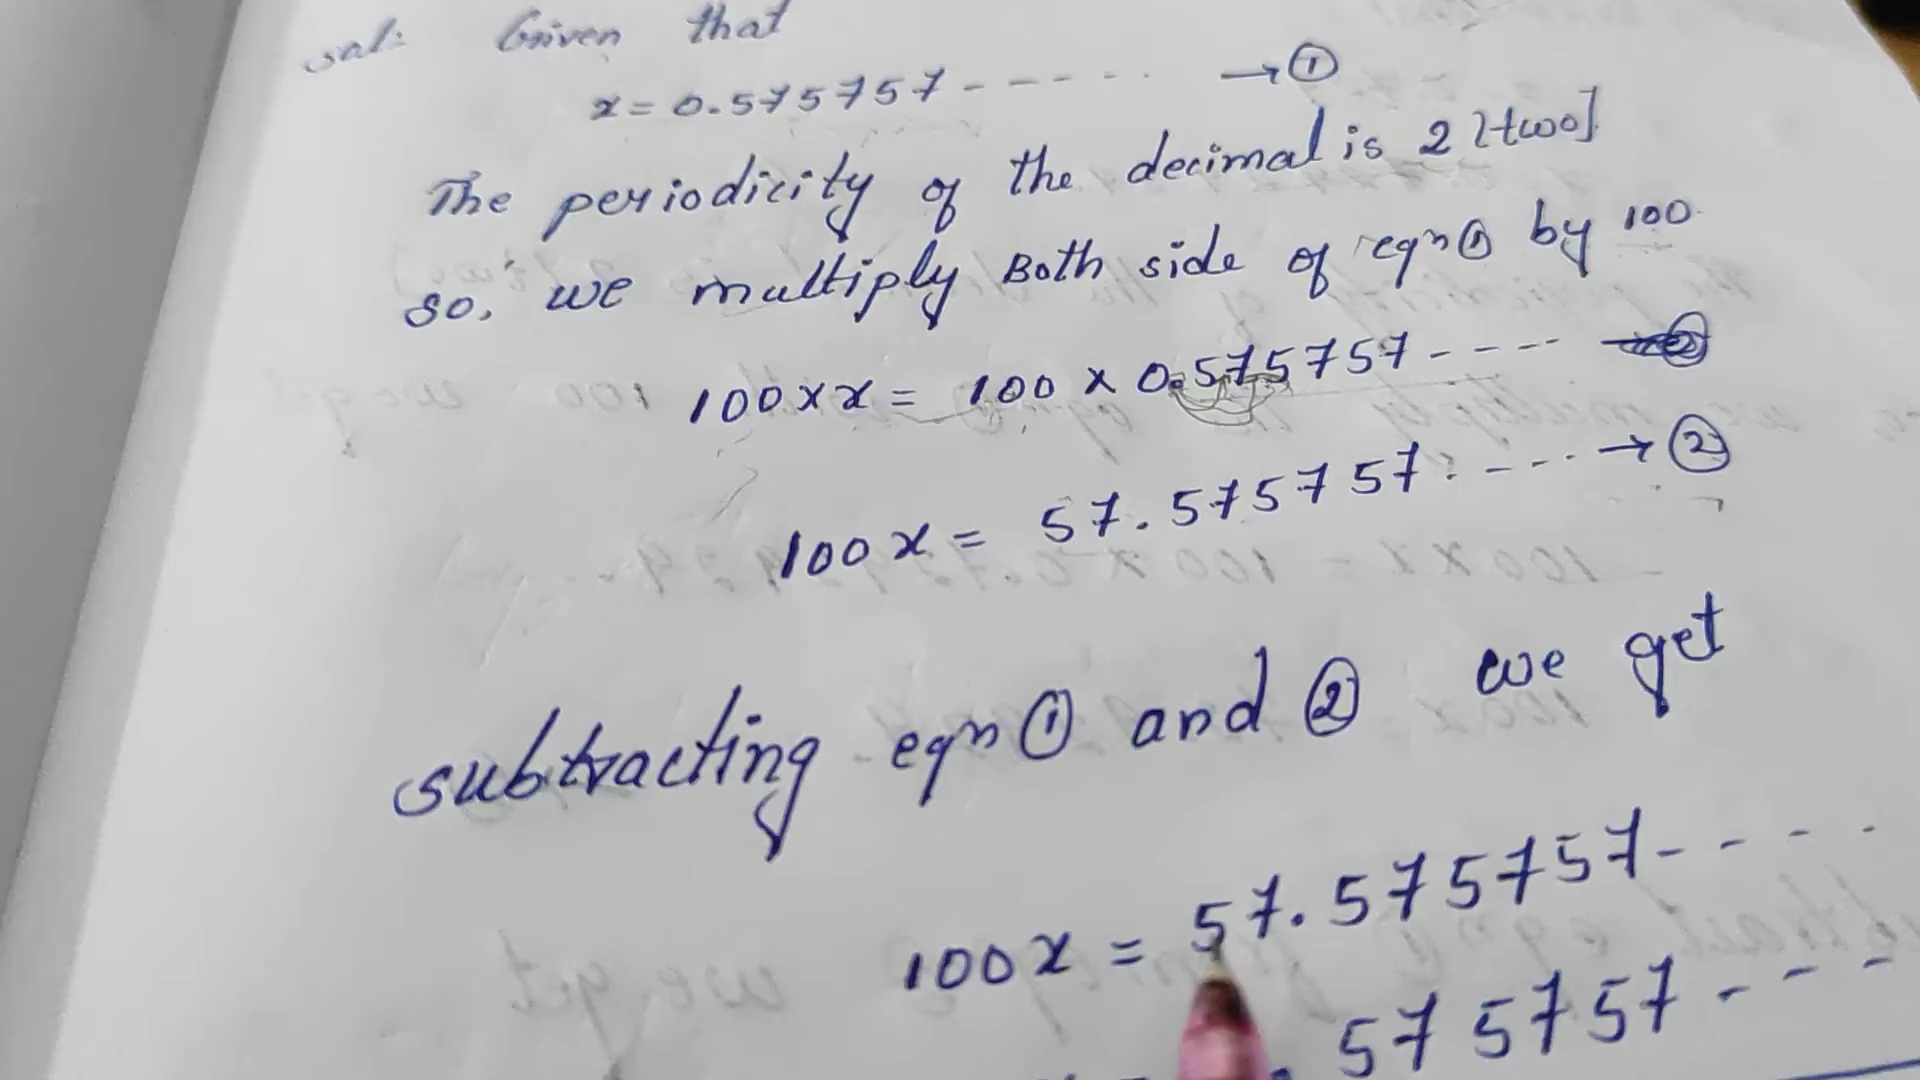 sol: Given that
x = 0.575757 - - - - - - → ①
The periodicity of the decimal is 2 [two]
so, we multiply Both side of eqn ① by 100
100 × x = 100 × 0.575757 - - - -
100 x = 57.575757 - - - - → ②
subtracting eqn ① and ② we get
100 x = 57.575757 - - - -
.575757 - - - -